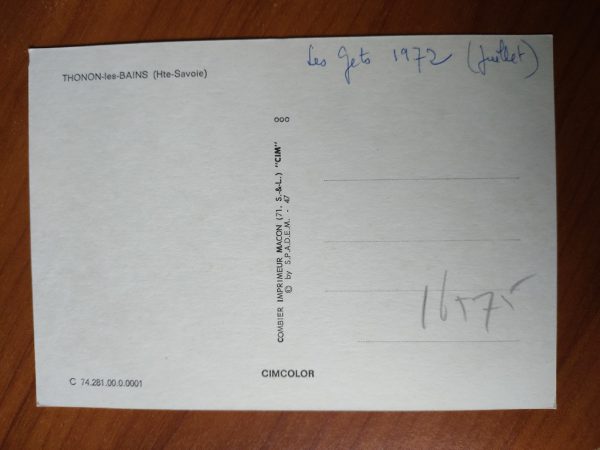 Les Gets 1972 (Juillet)
THONON-les-BAINS (Hte-Savoie)
ooo
COMBIER IMPRIMEUR MACON (71. S.-&-L.) "CIM"
© by S.P.A.D.E.M. - 47
CIMCOLOR
C 74.281.00.0.0001